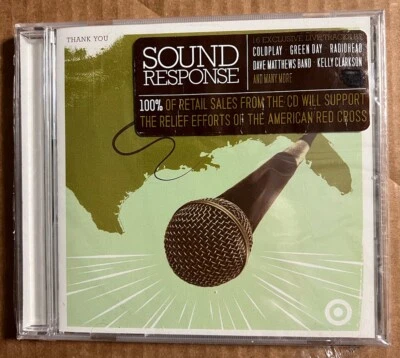 THANK YOU
SOUND
RESPONSE
16 EXCLUSIVE LIVE TRACKS BY
COLDPLAY · GREEN DAY · RADIOHEAD
DAVE MATTHEWS BAND · KELLY CLARKSON
AND MANY MORE
100% OF RETAIL SALES FROM THE CD WILL SUPPORT
THE RELIEF EFFORTS OF THE AMERICAN RED CROSS